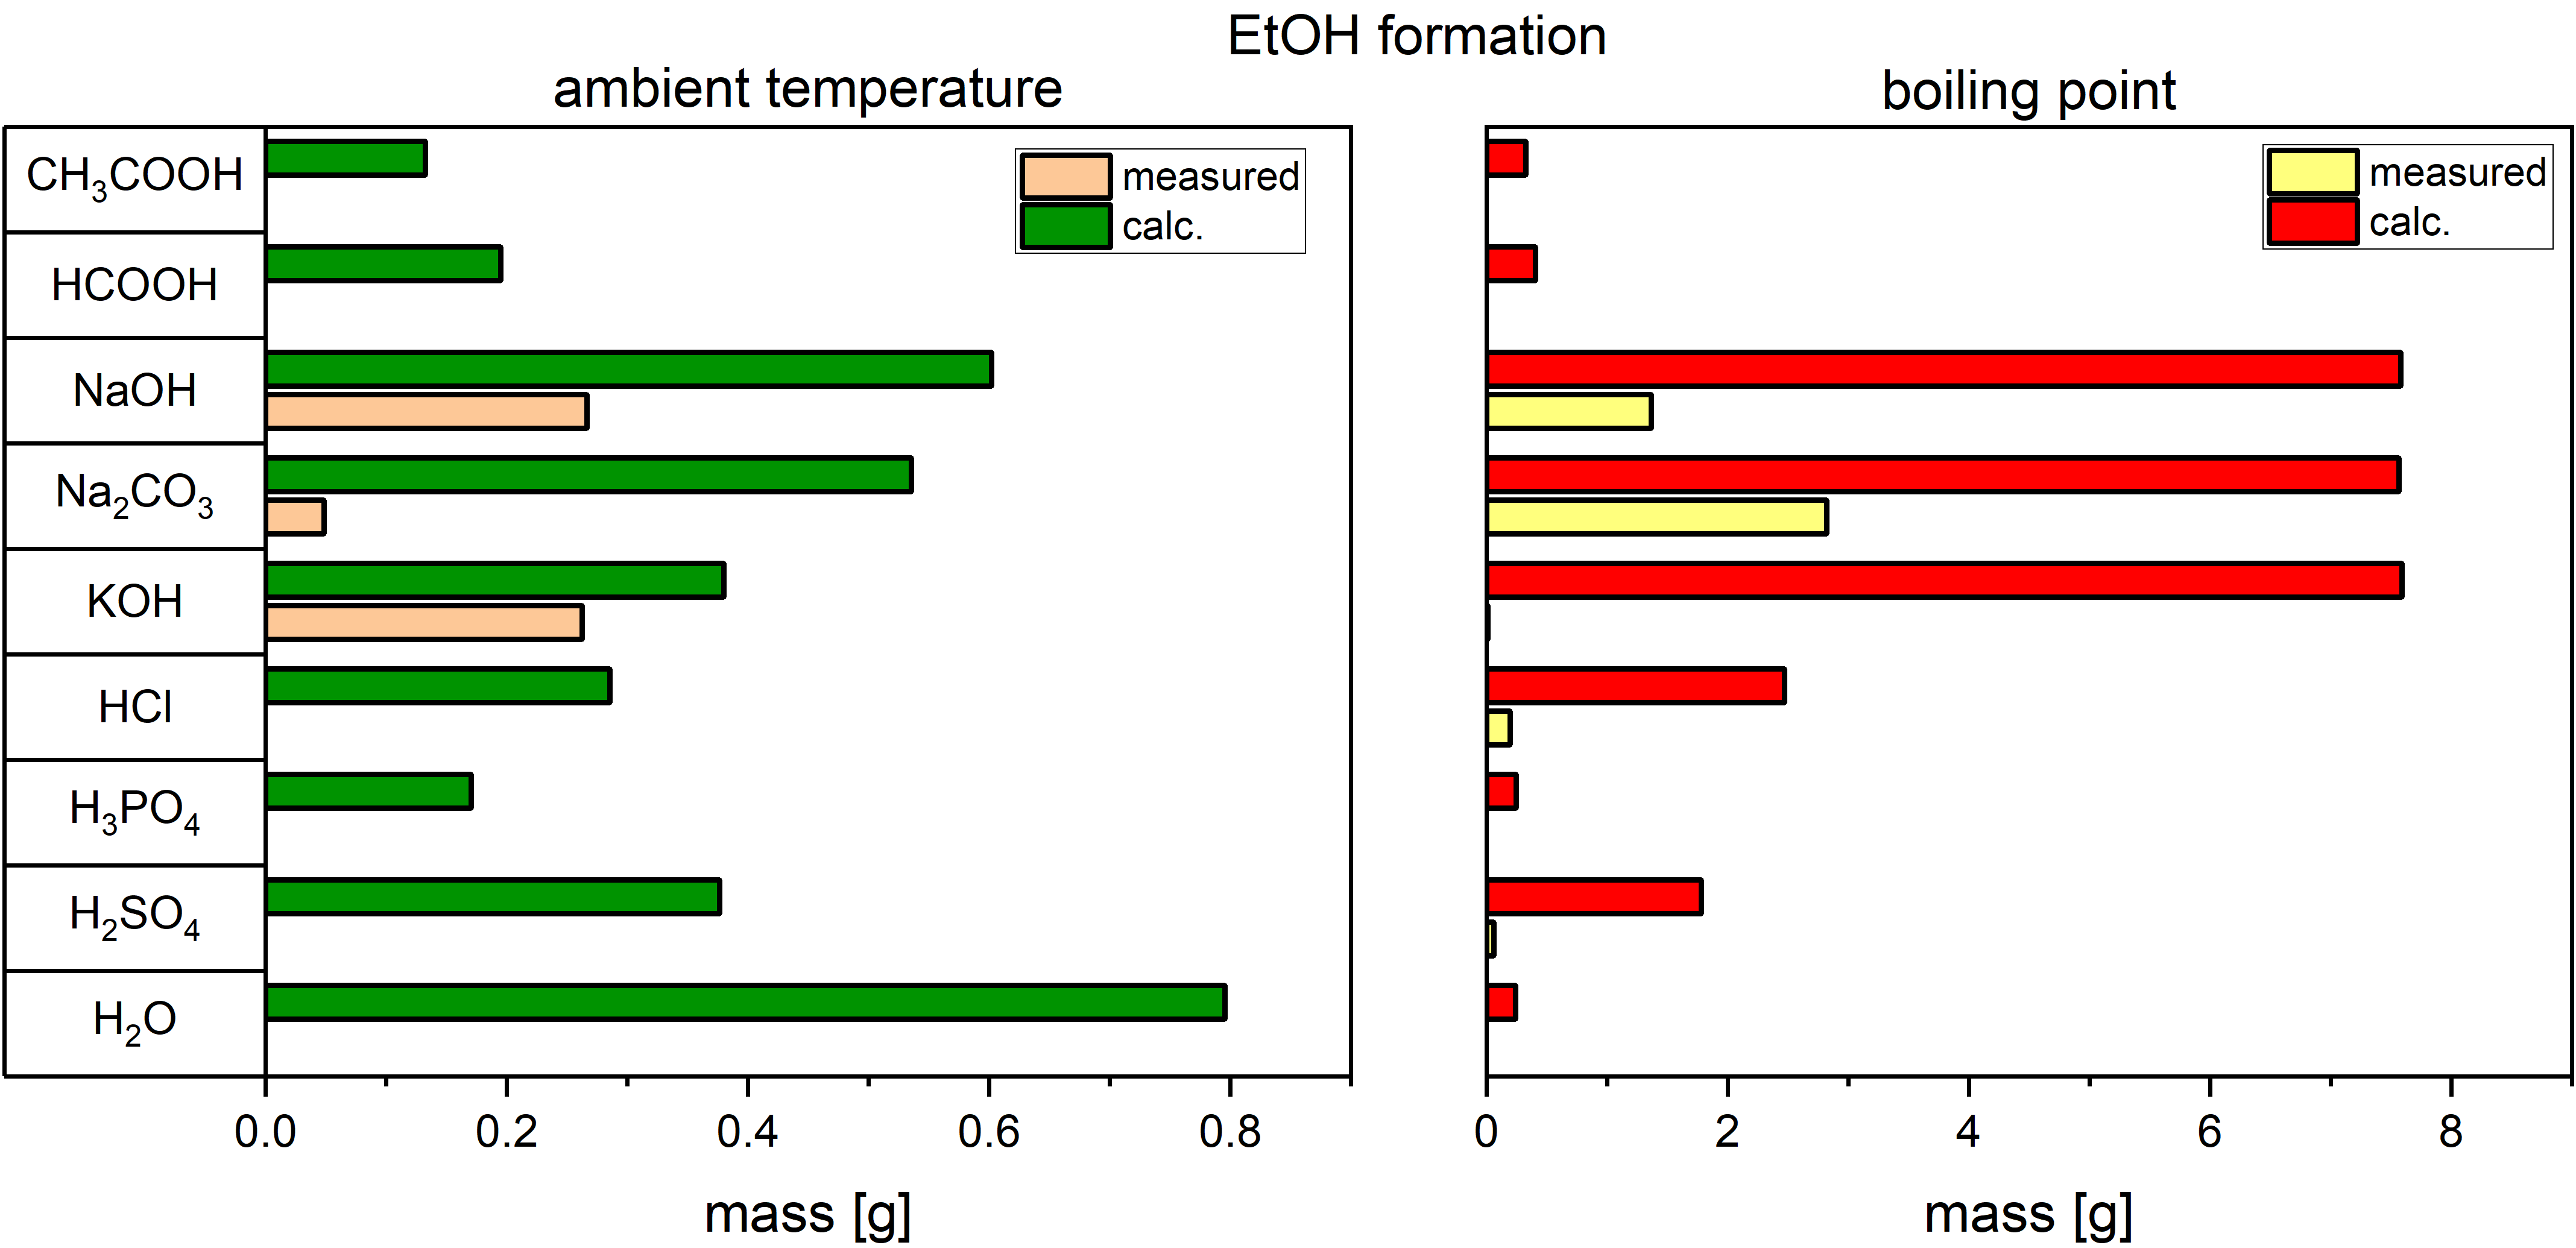 EtOH formation
ambient temperature
boiling point
CH₃COOH
HCOOH
NaOH
Na₂CO₃
KOH
HCl
H₃PO₄
H₂SO₄
H₂O
measured
calc.
measured
calc.
0.0 0.2 0.4 0.6 0.8
0 2 4 6 8
mass [g]
mass [g]